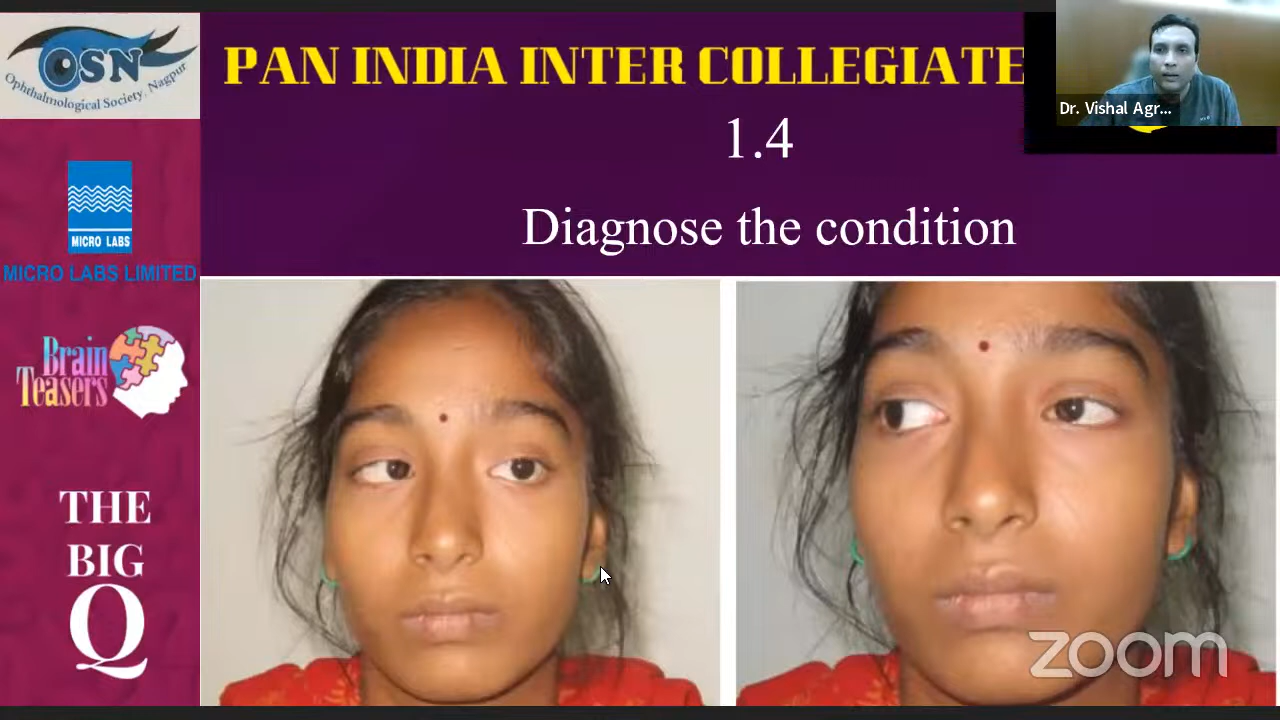 OSN
Ophthalmological Society, Nagpur
PAN INDIA INTER COLLEGIATE
Dr. Vishal Agr...
1.4
Diagnose the condition
MICRO LABS
MICRO LABS LIMITED
Brain
Teasers
THE
BIG
Q
zoom